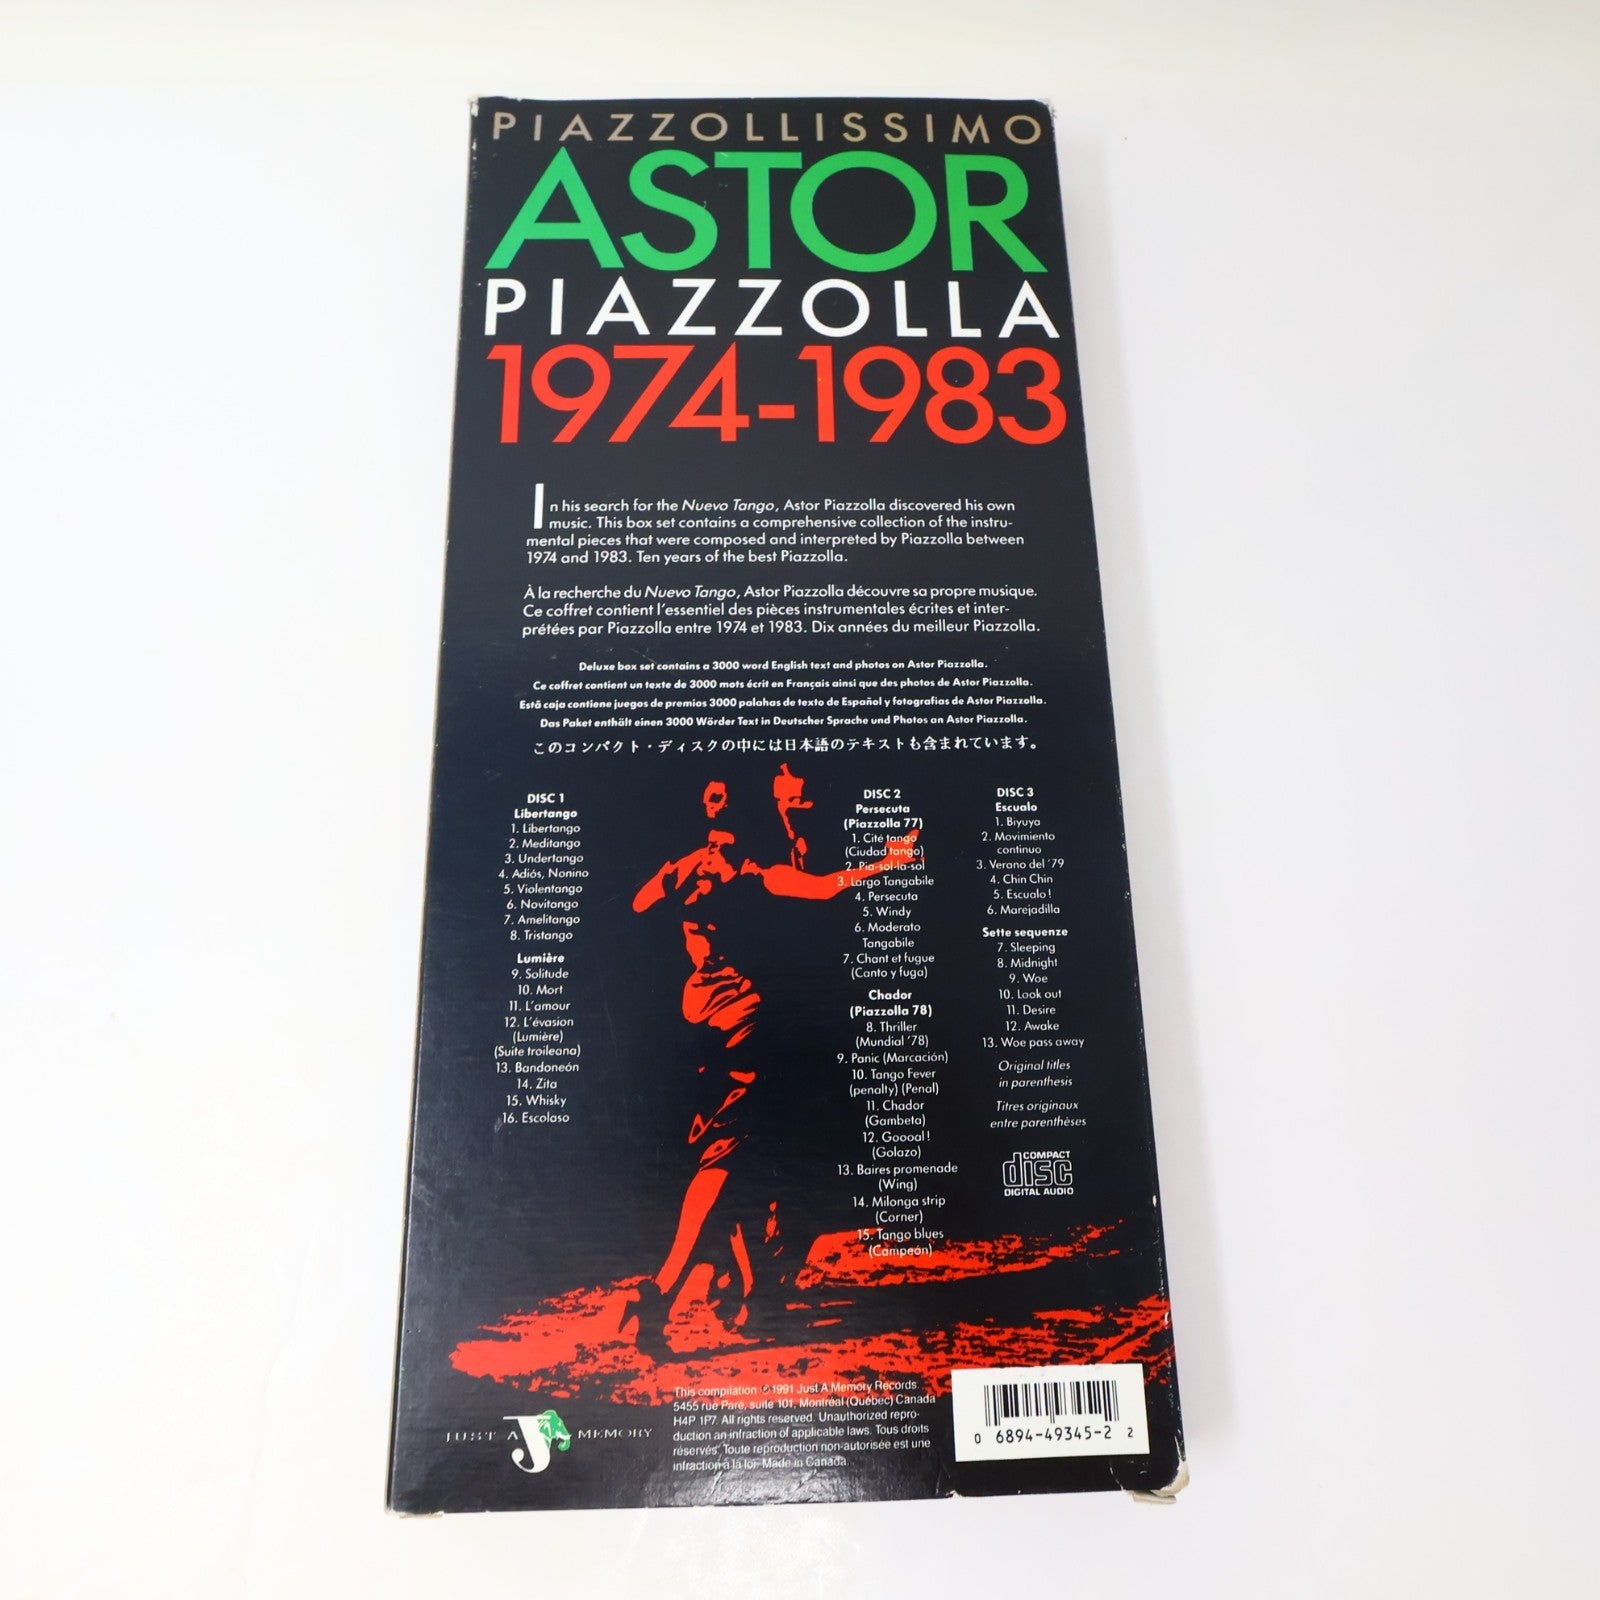 PIAZZOLLISSIMO
ASTOR
PIAZZOLLA
1974-1983
In his search for the Nuevo Tango, Astor Piazzolla discovered his own
music. This box set contains a comprehensive collection of the instru-
mental pieces that were composed and interpreted by Piazzolla between
1974 and 1983. Ten years of the best Piazzolla.
À la recherche du Nuevo Tango, Astor Piazzolla découvre sa propre musique.
Ce coffret contient l'essentiel des pièces instrumentales écrites et inter-
prétées par Piazzolla entre 1974 et 1983. Dix années du meilleur Piazzolla.
Deluxe box set contains a 3000 word English text and photos on Astor Piazzolla.
Ce coffret contient un texte de 3000 mots écrit en Français ainsi que des photos de Astor Piazzolla.
Estã caja contiene juegos de premios 3000 palahas de texto de Español y fotografias de Astor Piazzolla.
Das Paket enthält einen 3000 Wörder Text in Deutscher Sprache und Photos an Astor Piazzolla.
このコンパクト・ディスクの中には日本語のテキストも含まれています。
DISC 1
Libertango
1. Libertango
2. Meditango
3. Undertango
4. Adiós, Nonino
5. Violentango
6. Novitango
7. Amelitango
8. Tristango
Lumière
9. Solitude
10. Mort
11. L'amour
12. L'évasion
(Lumière)
(Suite troileana)
13. Bandoneón
14. Zita
15. Whisky
16. Escolaso
DISC 2
Persecuta
(Piazzolla 77)
1. Cité tango
(Ciudad tango)
2. Pia-sol-la-sol
3. Largo Tangabile
4. Persecuta
5. Windy
6. Moderato
Tangabile
7. Chant et fugue
(Canto y fuga)
Chador
(Piazzolla 78)
8. Thriller
(Mundial '78)
9. Panic (Marcación)
10. Tango Fever
(penalty) (Penal)
11. Chador
(Gambeta)
12. Goooal!
(Golazo)
13. Baires promenade
(Wing)
14. Milonga strip
(Corner)
15. Tango blues
(Campeón)
DISC 3
Escualo
1. Biyuya
2. Movimiento
continuo
3. Verano del '79
4. Chin Chin
5. Escualo!
6. Marejadilla
Sette sequenze
7. Sleeping
8. Midnight
9. Woe
10. Look out
11. Desire
12. Awake
13. Woe pass away
Original titles
in parenthesis
Titres originaux
entre parenthèses
COMPACT
disc
DIGITAL AUDIO
JUST A J MEMORY
This compilation ℗1991 Just A Memory Records
5455 rue Paré, suite 101, Montréal (Québec) Canada
H4P 1P7. All rights reserved. Unauthorized repro-
duction an infraction of applicable laws. Tous droits
réservés. Toute reproduction non-autorisée est une
infraction à la loi. Made in Canada.
0 6894-49345-2 2